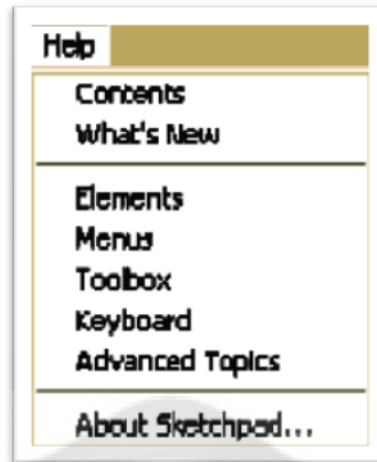 Help
Contents
What's New
Elements
Menus
Toolbox
Keyboard
Advanced Topics
About Sketchpad...